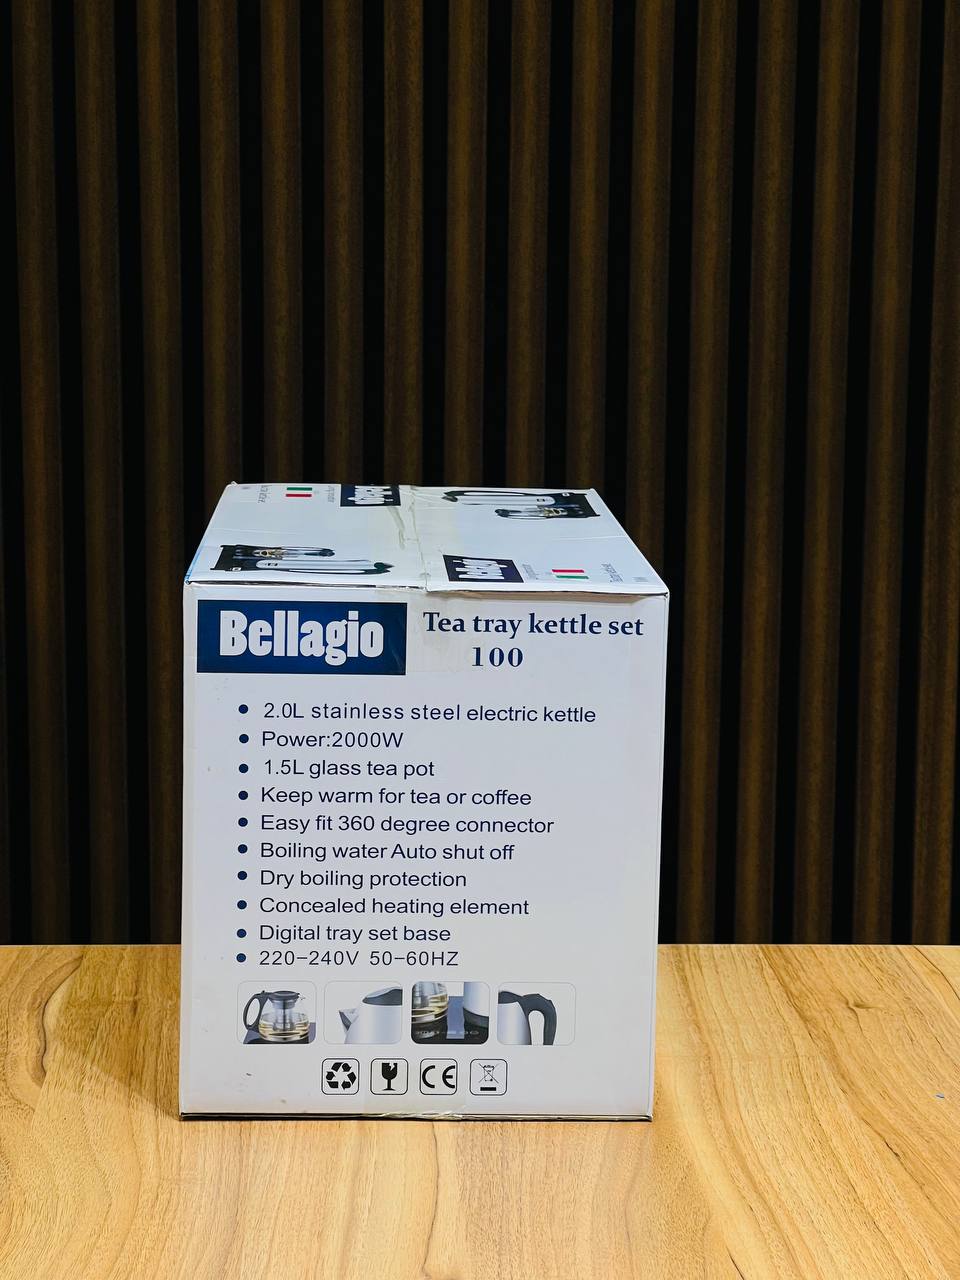 Bellagio
Bellagio
Bellagio
Tea tray kettle set
100
2.0L stainless steel electric kettle
Power:2000W
1.5L glass tea pot
Keep warm for tea or coffee
Easy fit 360 degree connector
Boiling water Auto shut off
Dry boiling protection
Concealed heating element
Digital tray set base
220-240V 50-60HZ
CE